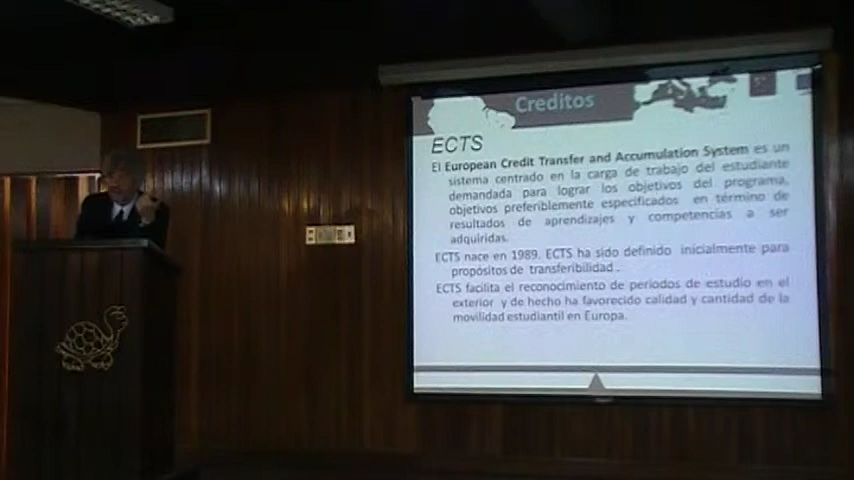 Creditos
ECTS
El European Credit Transfer and Accumulation System es un
sistema centrado en la carga de trabajo del estudiante
demandada para lograr los objetivos del programa,
objetivos preferiblemente especificados en término de
resultados de aprendizajes y competencias a ser
adquiridas.
ECTS nace en 1989. ECTS ha sido definido inicialmente para
propósitos de transferibilidad .
ECTS facilita el reconocimiento de periodos de estudio en el
exterior y de hecho ha favorecido calidad y cantidad de la
movilidad estudiantil en Europa.